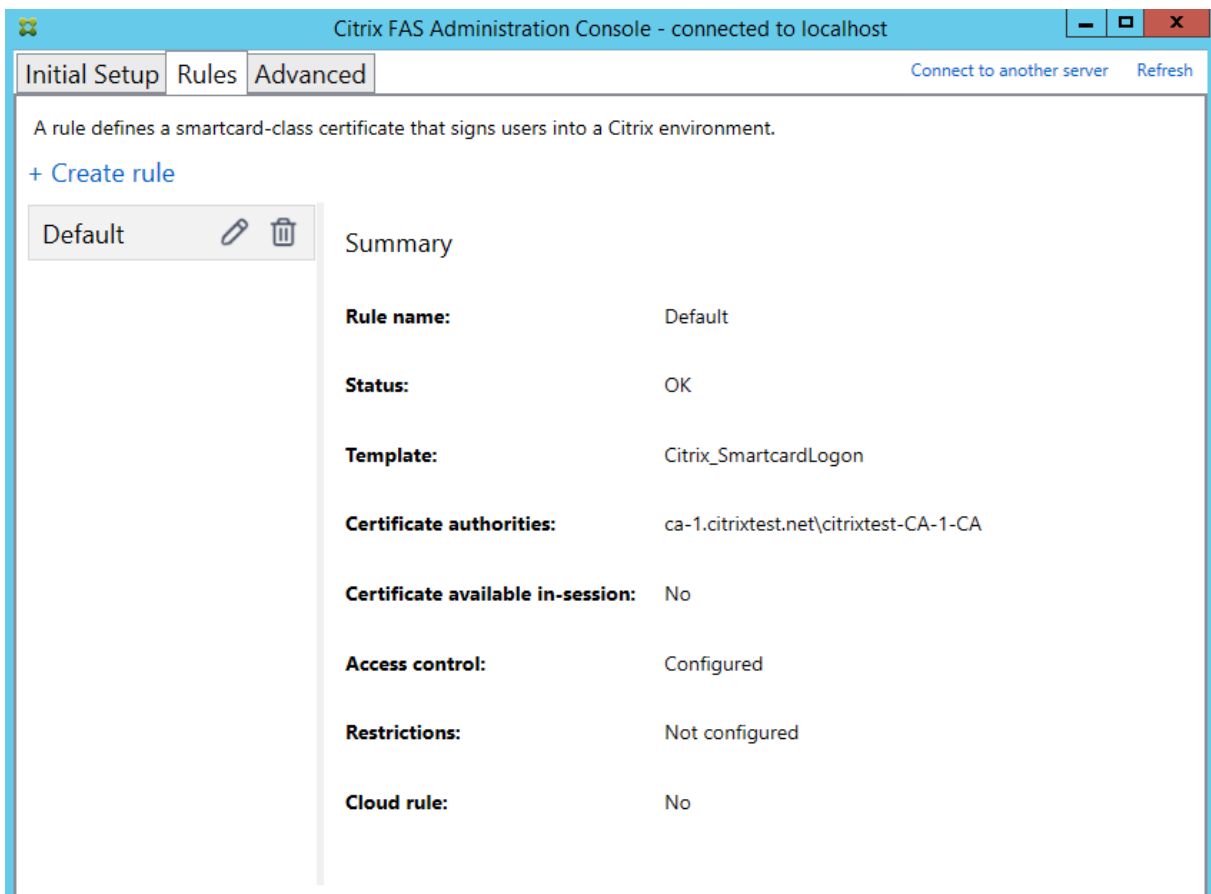 Citrix FAS Administration Console - connected to localhost
Initial Setup Rules Advanced Connect to another server Refresh
A rule defines a smartcard-class certificate that signs users into a Citrix environment.
+ Create rule
Default
Summary
Rule name: Default
Status: OK
Template: Citrix_SmartcardLogon
Certificate authorities: ca-1.citrixtest.net\citrixtest-CA-1-CA
Certificate available in-session: No
Access control: Configured
Restrictions: Not configured
Cloud rule: No